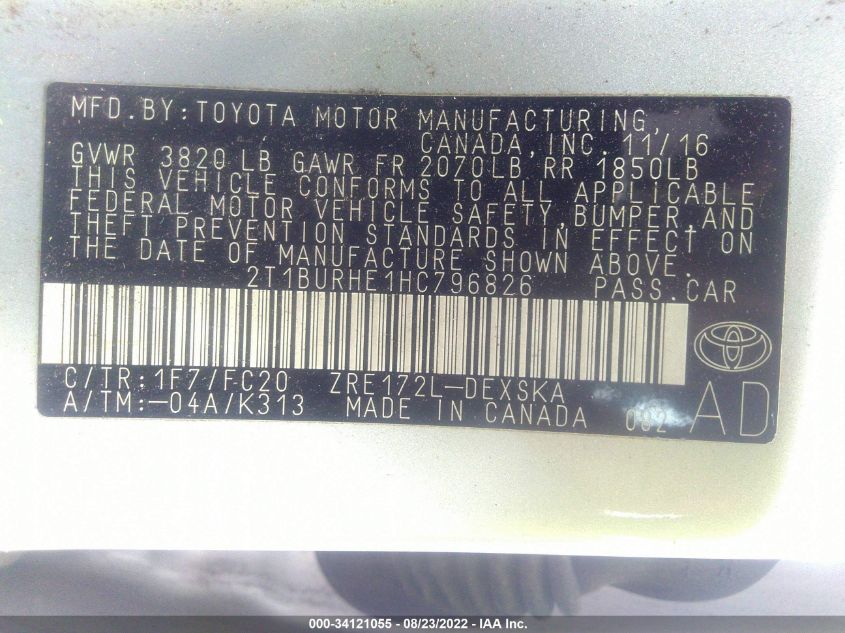 MFD.BY:TOYOTA MOTOR MANUFACTURING,
CANADA,INC. 11/16
GVWR 3820 LB GAWR FR 2070LB RR 1850LB
THIS VEHICLE CONFORMS TO ALL APPLICABLE
FEDERAL MOTOR VEHICLE SAFETY,BUMPER,AND
THEFT PREVENTION STANDARDS IN EFFECT ON
THE DATE OF MANUFACTURE SHOWN ABOVE.
2T1BURHE1HC796826 PASS.CAR
C/TR:1F7/FC20 ZRE172L-DEXSKA
A/TM:-04A/K313 MADE IN CANADA 082
AD
000-34121055 - 08/23/2022 - IAA Inc.